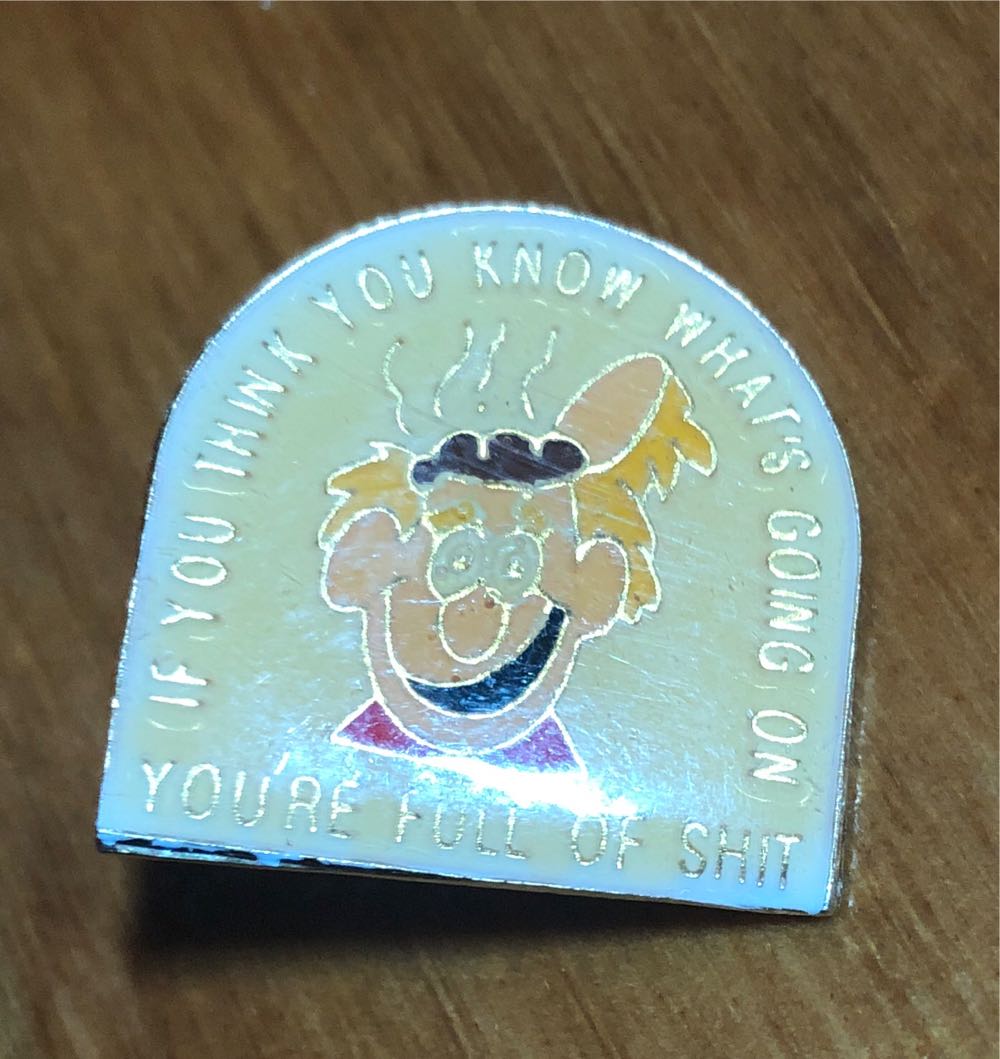 (IF YOU THINK YOU KNOW WHAT'S GOING ON)
YOU'RE FULL OF SHIT